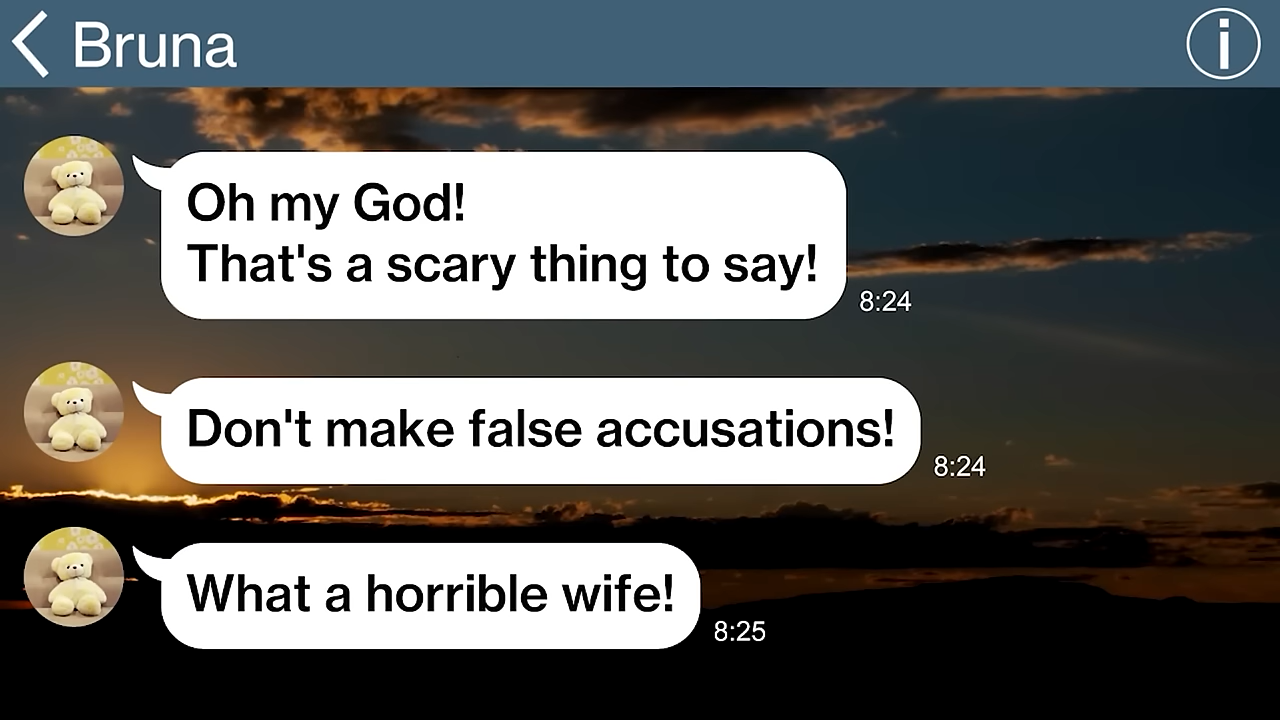 Bruna
Oh my God!
That's a scary thing to say!
8:24
Don't make false accusations!
8:24
What a horrible wife!
8:25